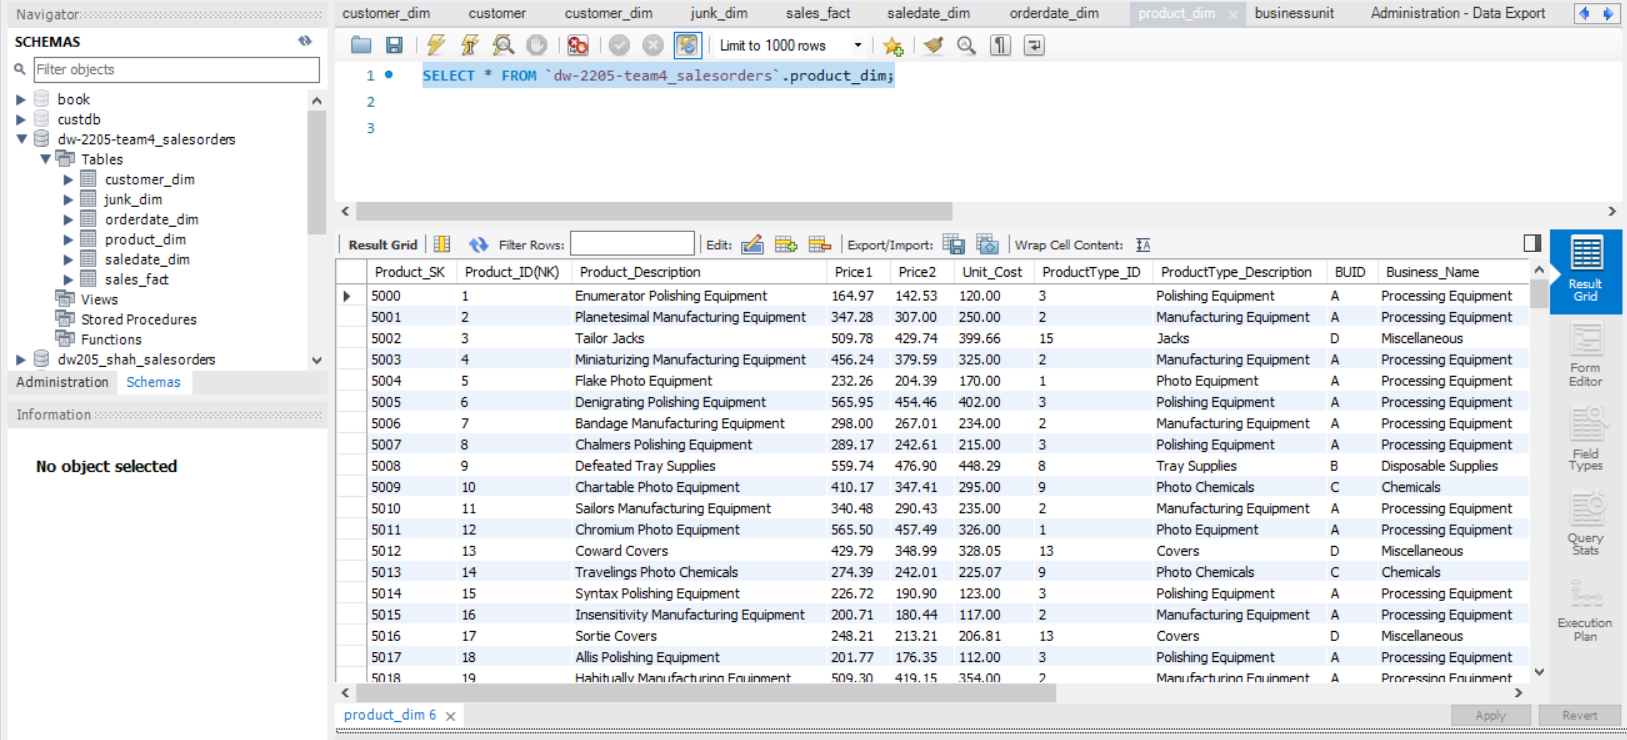 Navigator
SCHEMAS
Filter objects
book
custdb
dw-2205-team4_salesorders
Tables
customer_dim
junk_dim
orderdate_dim
product_dim
saledate_dim
sales_fact
Views
Stored Procedures
Functions
dw205_shah_salesorders
Administration Schemas
Information
No object selected
customer_dim customer customer_dim junk_dim sales_fact saledate_dim orderdate_dim product_dim businessunit Administration - Data Export
Limit to 1000 rows
1 SELECT * FROM `dw-2205-team4_salesorders`.product_dim;
2
3
Result Grid Filter Rows: Edit: Export/Import: Wrap Cell Content:
Product_SK Product_ID(NK) Product_Description Price1 Price2 Unit_Cost ProductType_ID ProductType_Description BUID Business_Name
5000 1 Enumerator Polishing Equipment 164.97 142.53 120.00 3 Polishing Equipment A Processing Equipment
5001 2 Planetesimal Manufacturing Equipment 347.28 307.00 250.00 2 Manufacturing Equipment A Processing Equipment
5002 3 Tailor Jacks 509.78 429.74 399.66 15 Jacks D Miscellaneous
5003 4 Miniaturizing Manufacturing Equipment 456.24 379.59 325.00 2 Manufacturing Equipment A Processing Equipment
5004 5 Flake Photo Equipment 232.26 204.39 170.00 1 Photo Equipment A Processing Equipment
5005 6 Denigrating Polishing Equipment 565.95 454.46 402.00 3 Polishing Equipment A Processing Equipment
5006 7 Bandage Manufacturing Equipment 298.00 267.01 234.00 2 Manufacturing Equipment A Processing Equipment
5007 8 Chalmers Polishing Equipment 289.17 242.61 215.00 3 Polishing Equipment A Processing Equipment
5008 9 Defeated Tray Supplies 559.74 476.90 448.29 8 Tray Supplies B Disposable Supplies
5009 10 Chartable Photo Equipment 410.17 347.41 295.00 9 Photo Chemicals C Chemicals
5010 11 Sailors Manufacturing Equipment 340.48 290.43 235.00 2 Manufacturing Equipment A Processing Equipment
5011 12 Chromium Photo Equipment 565.50 457.49 326.00 1 Photo Equipment A Processing Equipment
5012 13 Coward Covers 429.79 348.99 328.05 13 Covers D Miscellaneous
5013 14 Travelings Photo Chemicals 274.39 242.01 225.07 9 Photo Chemicals C Chemicals
5014 15 Syntax Polishing Equipment 226.72 190.90 123.00 3 Polishing Equipment A Processing Equipment
5015 16 Insensitivity Manufacturing Equipment 200.71 180.44 117.00 2 Manufacturing Equipment A Processing Equipment
5016 17 Sortie Covers 248.21 213.21 206.81 13 Covers D Miscellaneous
5017 18 Allis Polishing Equipment 201.77 176.35 112.00 3 Polishing Equipment A Processing Equipment
5018 19 Habitually Manufacturing Equipment 509.30 419.15 354.00 2 Manufacturing Equipment A Processing Equipment
Result
Grid
Form
Editor
Field
Types
Query
Stats
Execution
Plan
product_dim 6
Apply Revert